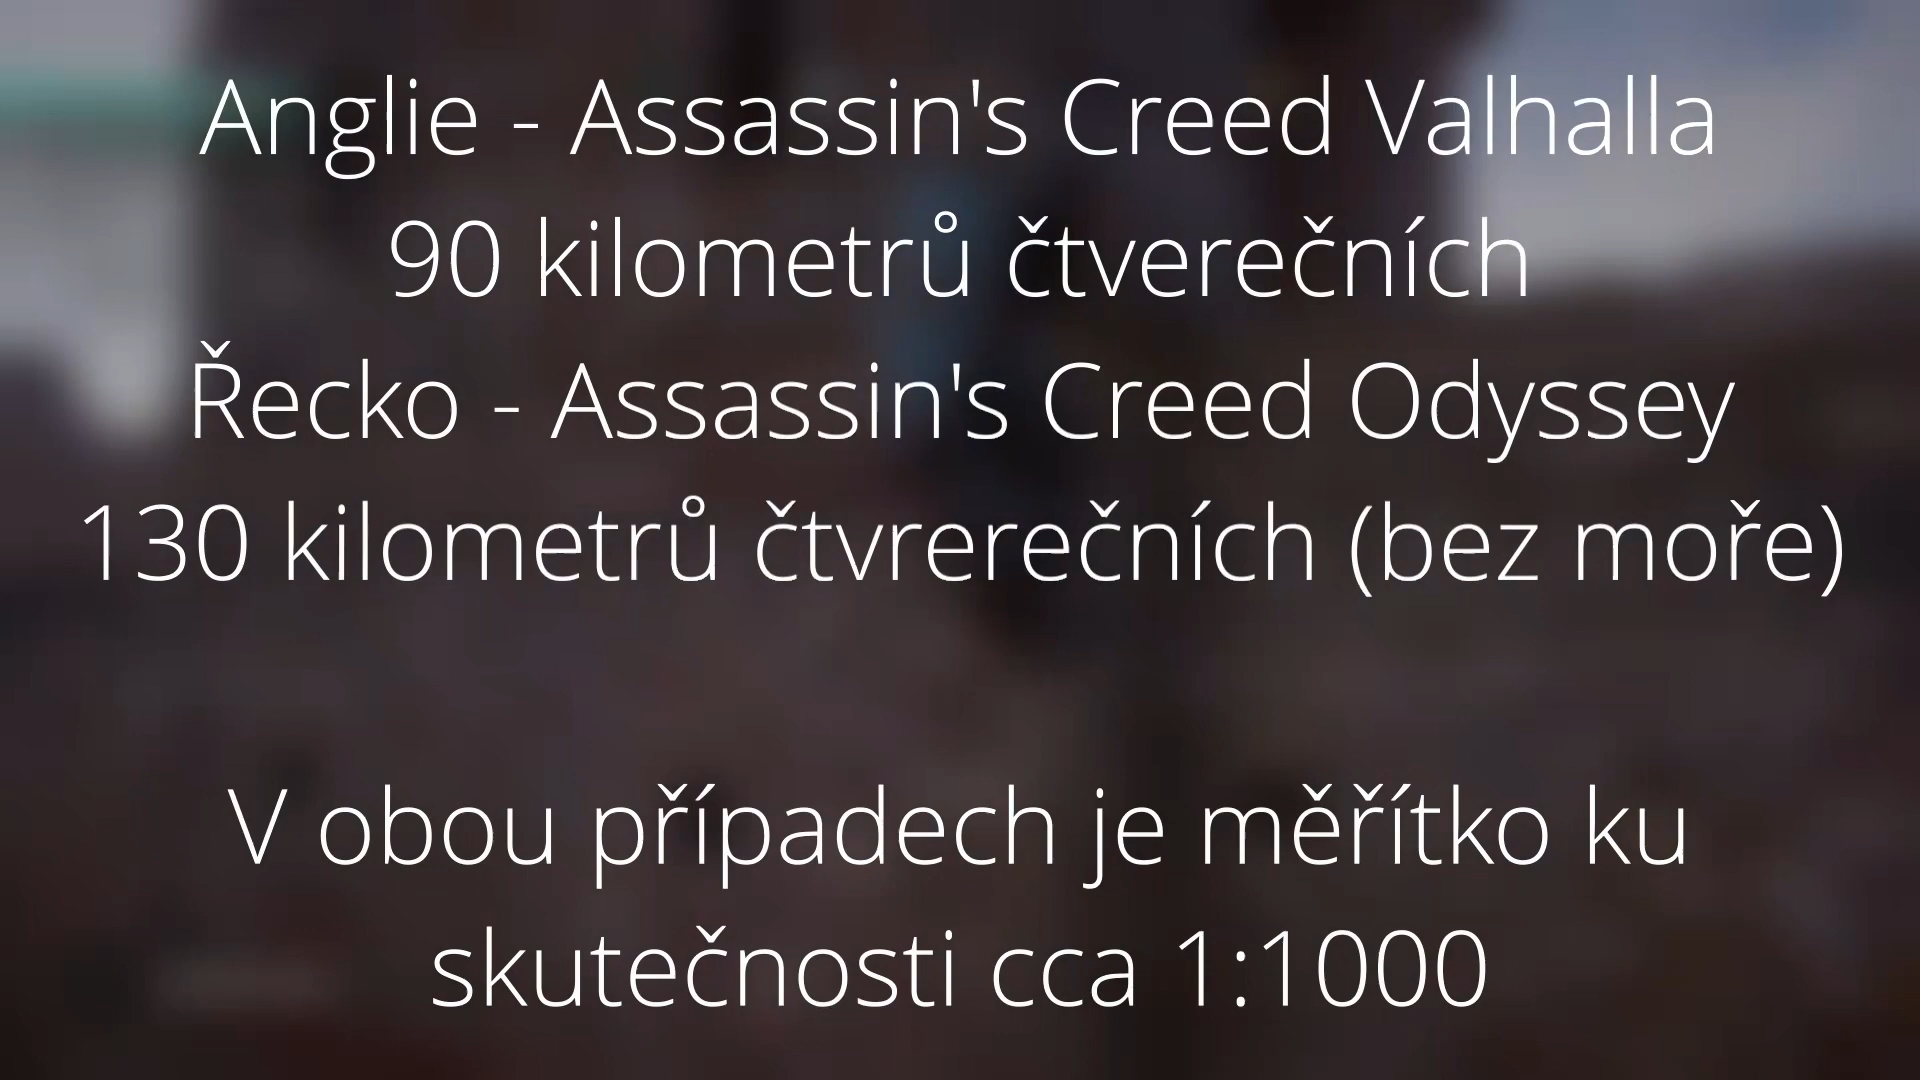 Anglie - Assassin's Creed Valhalla
90 kilometrů čtverečních
Řecko - Assassin's Creed Odyssey
130 kilometrů čtvrerečních (bez moře)
V obou případech je měřítko ku
skutečnosti cca 1:1000